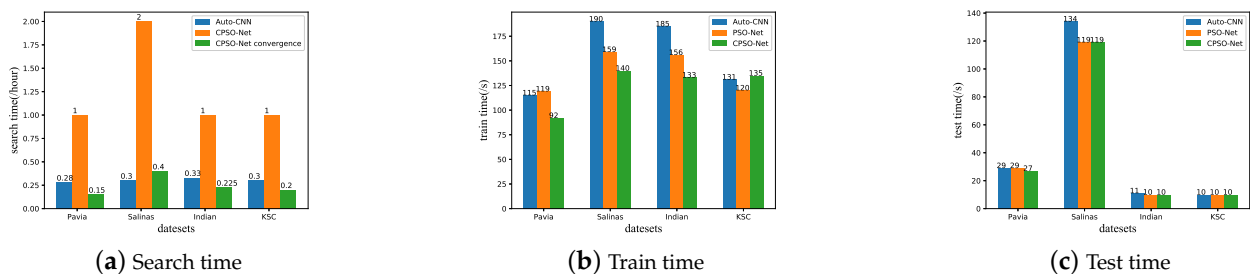 search time(/hour)
2.00
1.75
1.50
1.25
1.00
0.75
0.50
0.25
0.00
Auto-CNN
CPSO-Net
CPSO-Net convergence
0.28
1
0.15
0.3
2
0.4
0.33
1
0.225
0.3
1
0.2
Pavia
Salinas
Indian
KSC
datesets
(a) Search time
train time(/s)
175
150
125
100
75
50
25
0
Auto-CNN
PSO-Net
CPSO-Net
115
119
92
190
159
140
185
156
133
131
120
135
Pavia
Salinas
Indian
KSC
datesets
(b) Train time
test time(/s)
140
120
100
80
60
40
20
0
Auto-CNN
PSO-Net
CPSO-Net
29
29
27
134
119
119
11
10
10
10
10
10
Pavia
Salinas
Indian
KSC
datesets
(c) Test time